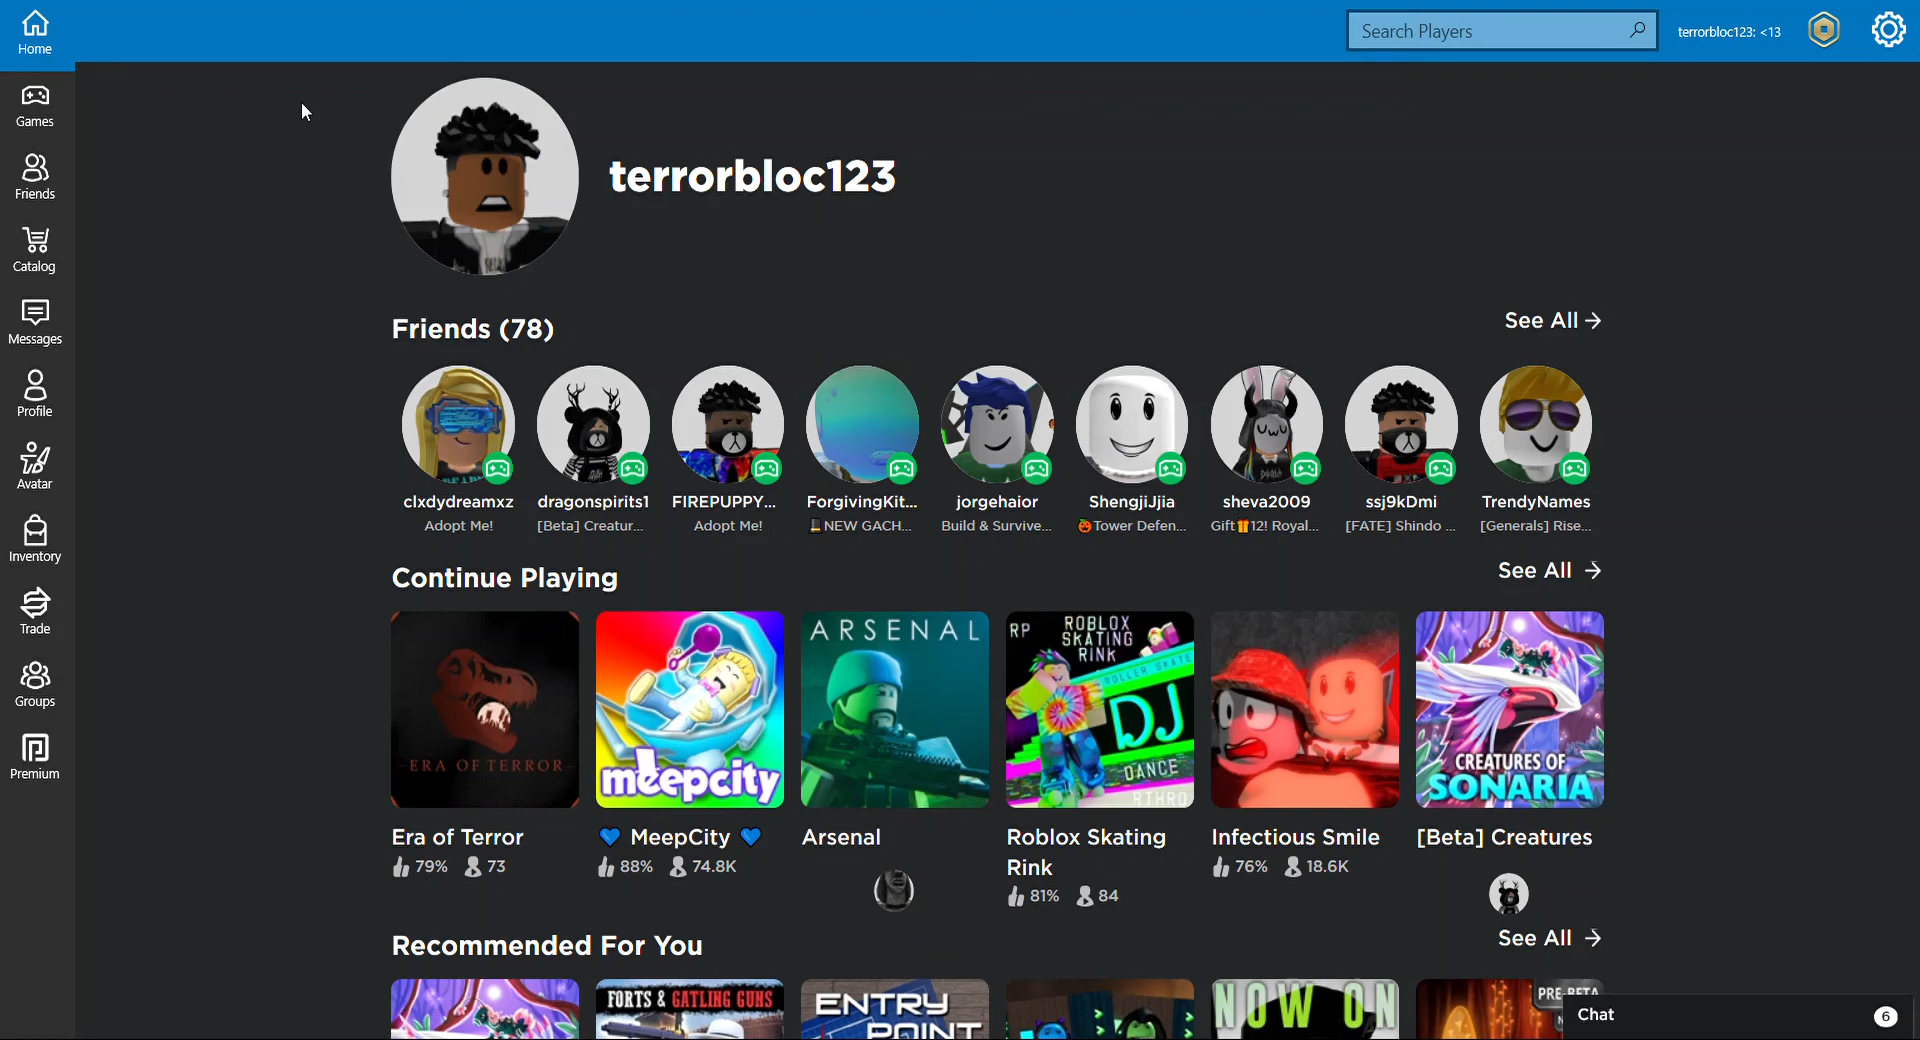 Home
Search Players
terrorbloc123: <13
Games
Friends
Catalog
Messages
Profile
Avatar
Inventory
Trade
Groups
Premium
terrorbloc123
Friends (78)
See All
clxdydreamxz
dragonspirits1
FIREPUPPY...
ForgivingKit...
jorgehaior
ShengjiJjia
sheva2009
ssj9kDmi
TrendyNames
Adopt Me!
[Beta] Creatur...
Adopt Me!
NEW GACH...
Build & Survive...
🎃Tower Defen...
Gift🎁12! Royal...
[FATE] Shindo ...
[Generals] Rise...
Continue Playing
See All
ERA OF TERROR
meepcity
ARSENAL
RP
ROBLOX
SKATING
RINK
ROLLER SKATE
DJ
DANCE
RTHRO
CREATURES OF
SONARIA
Era of Terror
79% 73
💙 MeepCity 💙
88% 74.8K
Arsenal
Roblox Skating
Rink
81% 84
Infectious Smile
76% 18.6K
[Beta] Creatures
Recommended For You
See All
FORTS & GATLING GUNS
ENTRY
POINT
NOW ON
PRE-BETA
Chat
6